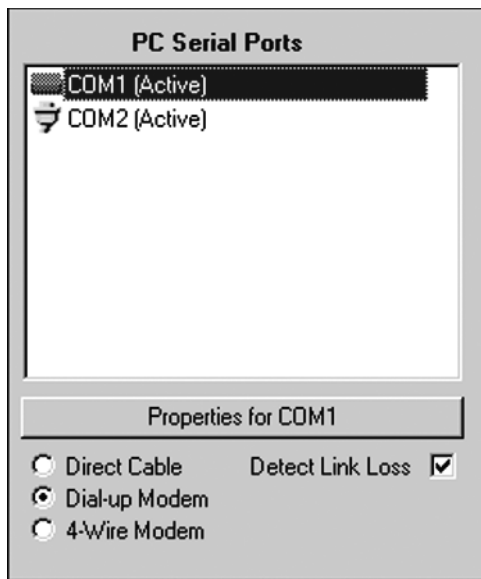 PC Serial Ports
COM1 (Active)
COM2 (Active)
Properties for COM1
Direct Cable Detect Link Loss
Dial-up Modem
4-Wire Modem